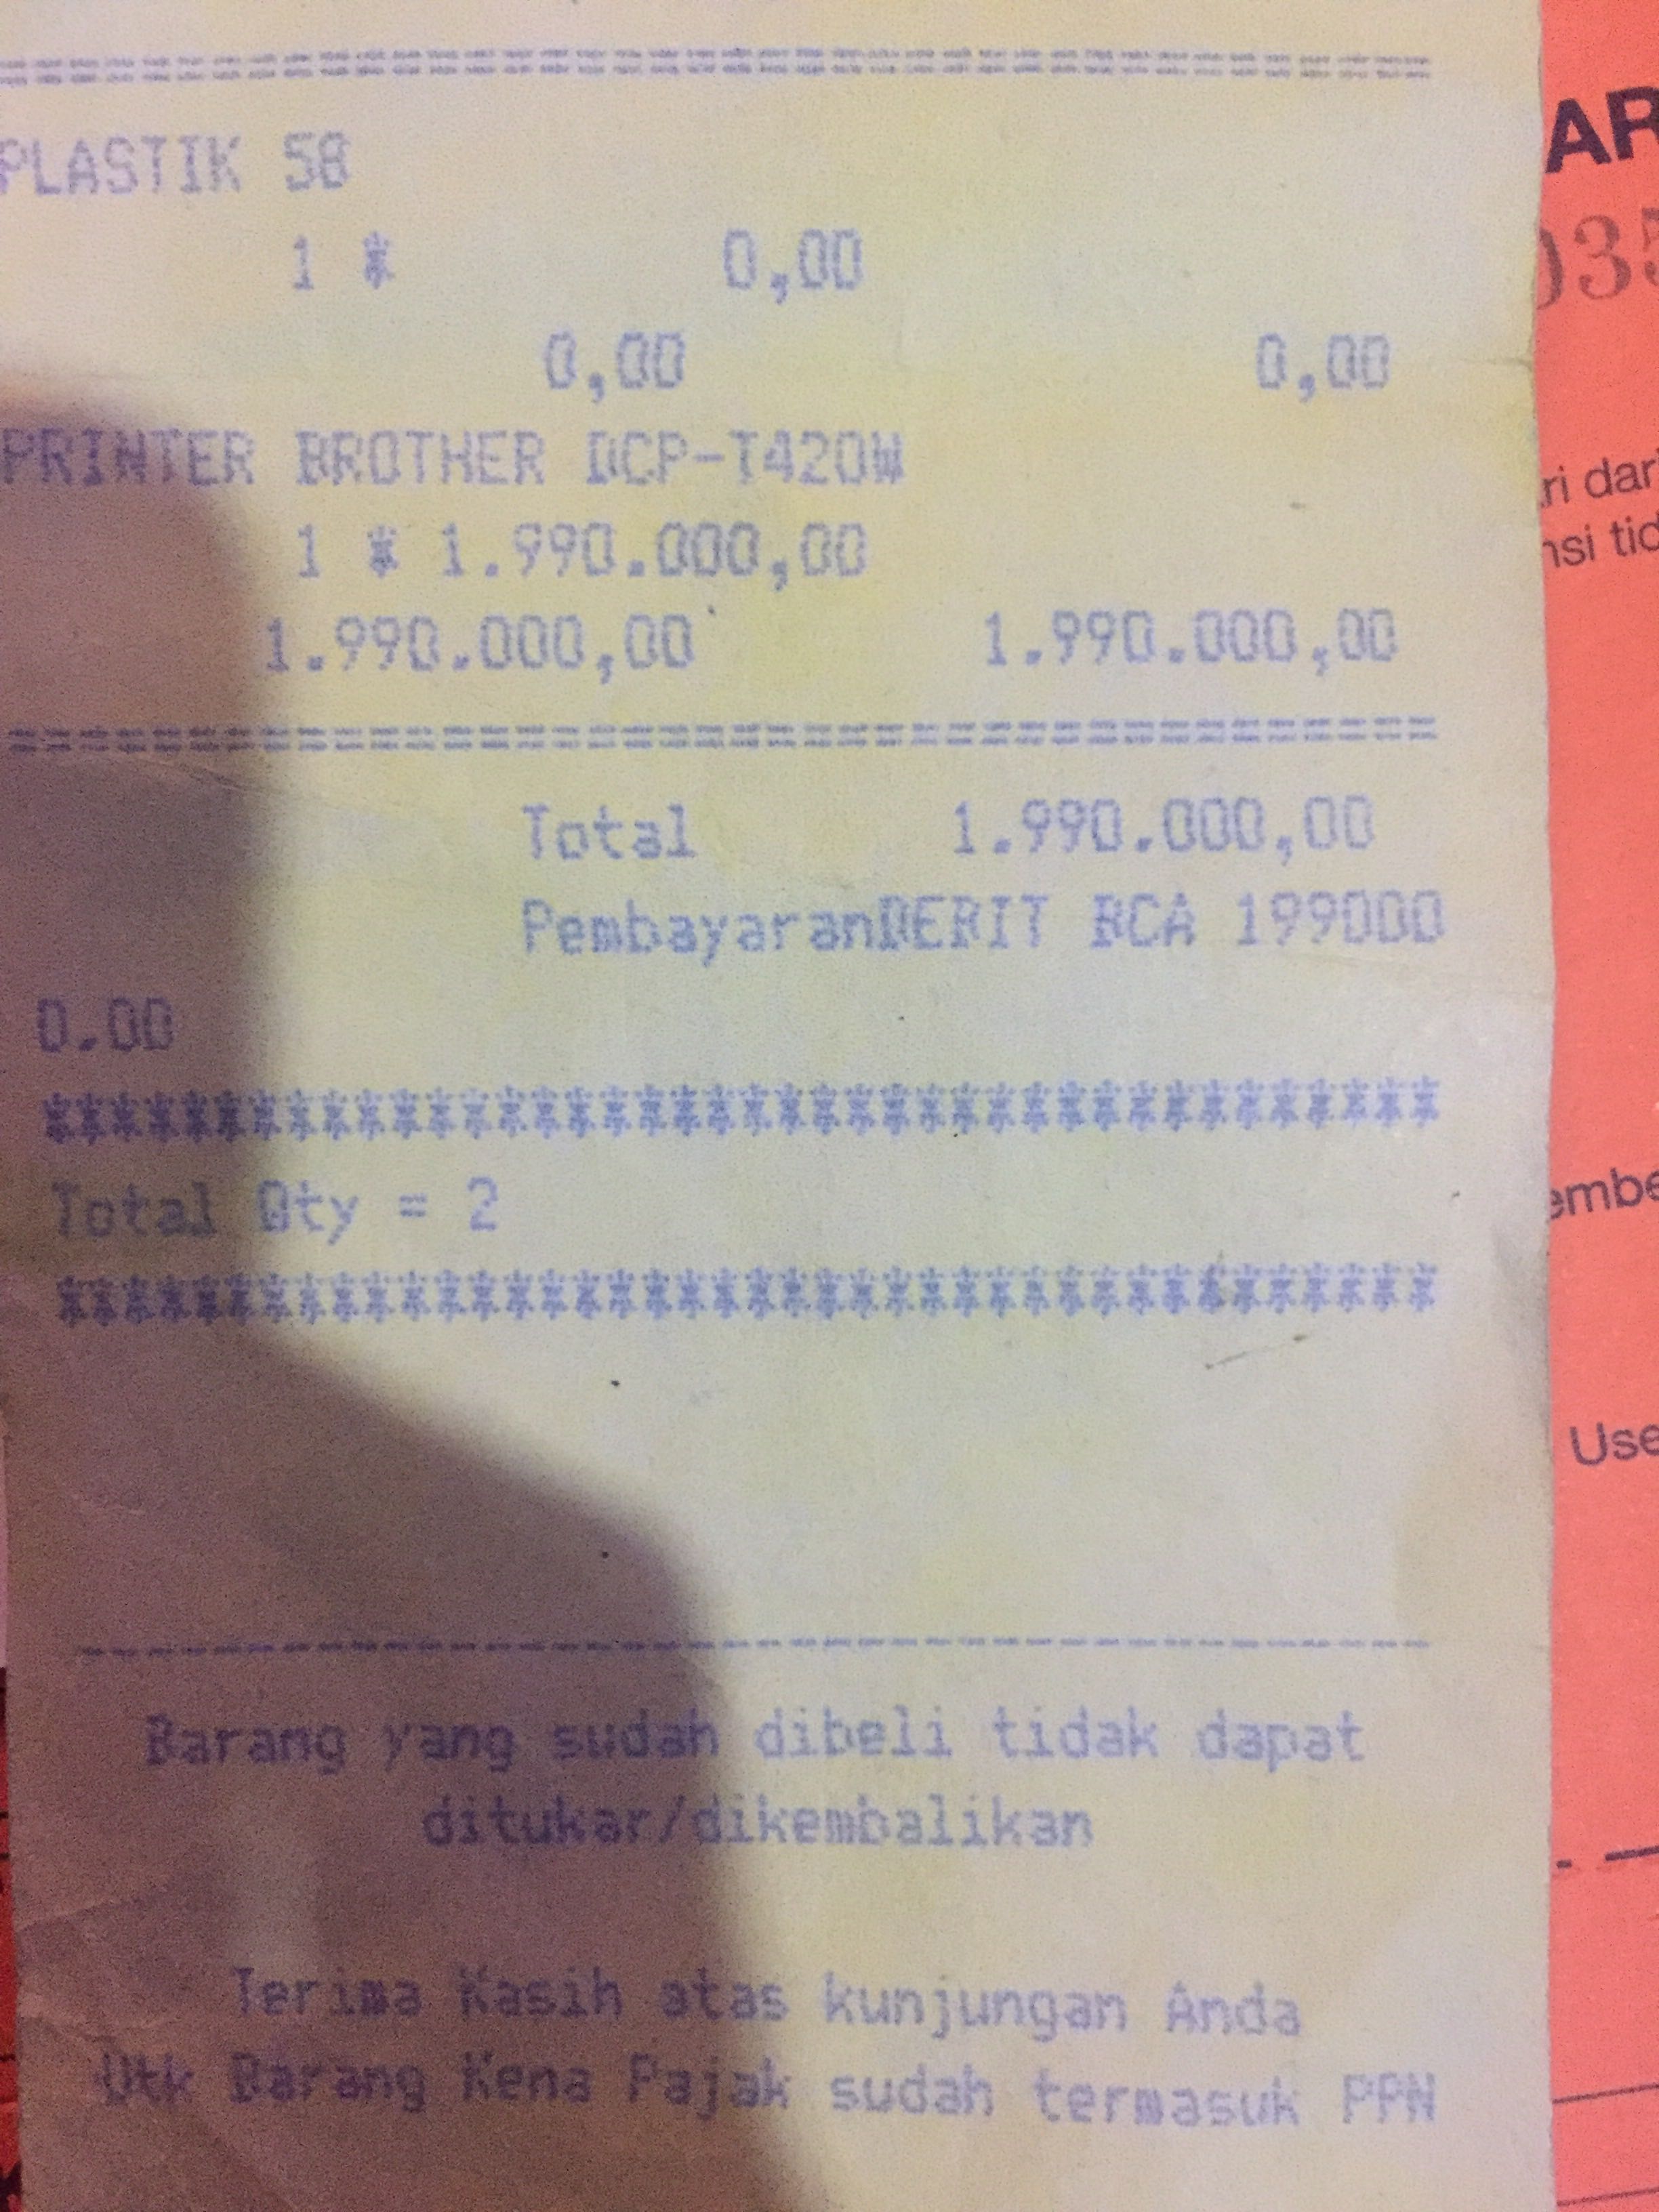 PLASTIK 58
1 * 0,00
0,00 0,00
PRINTER BROTHER DCP-T420W
1 * 1.990.000,00
1.990.000,00 1.990.000,00
Total 1.990.000,00
PembayaranDEBIT BCA 199000
0.00
************************************
Total Qty = 2
************************************
Barang yang sudah dibeli tidak dapat
ditukar/dikembalikan
Terima Kasih atas kunjungan Anda
Utk Barang Kena Pajak sudah termasuk PPN
AR
035
ri dari
nsi tid
embe
Use